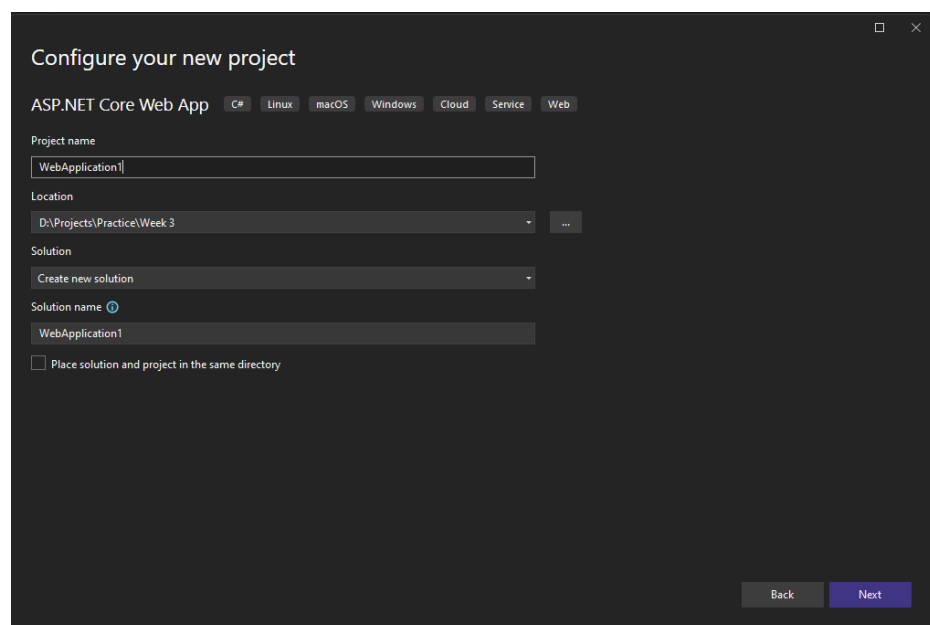 Configure your new project
ASP.NET Core Web App C# Linux macOS Windows Cloud Service Web
Project name
WebApplication1
Location
D:\Projects\Practice\Week 3
...
Solution
Create new solution
Solution name
WebApplication1
Place solution and project in the same directory
Back Next